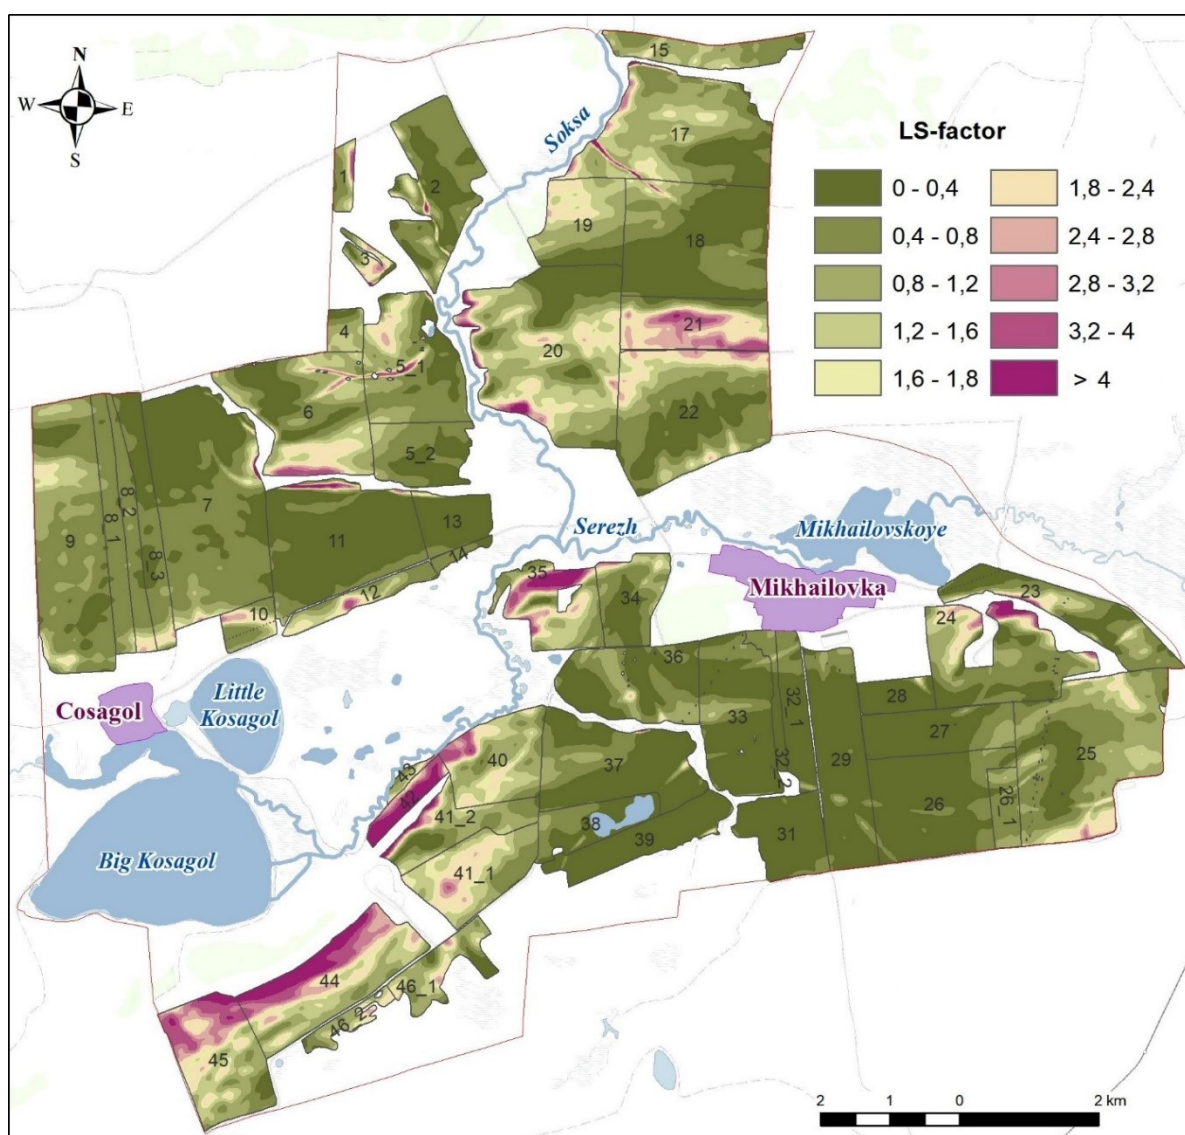 N
W
E
S
Soksa
LS-factor
0 - 0,4
1,8 - 2,4
0,4 - 0,8
2,4 - 2,8
0,8 - 1,2
2,8 - 3,2
1,2 - 1,6
3,2 - 4
1,6 - 1,8
> 4
15
17
1
2
3
19
18
4
21
5_1
20
6
22
5_2
7
8_2
8_1
8_3
9
11
13
14
Serezh
Mikhailovskoye
Mikhailovka
35
34
12
10
23
24
36
28
Little
Kosagol
Cosagol
33
32_1
32_2
27
25
29
40
37
43
42
26
26_1
41_2
38
39
31
Big Kosagol
41_1
44
46_1
46_2
45
2
1
0
2 km